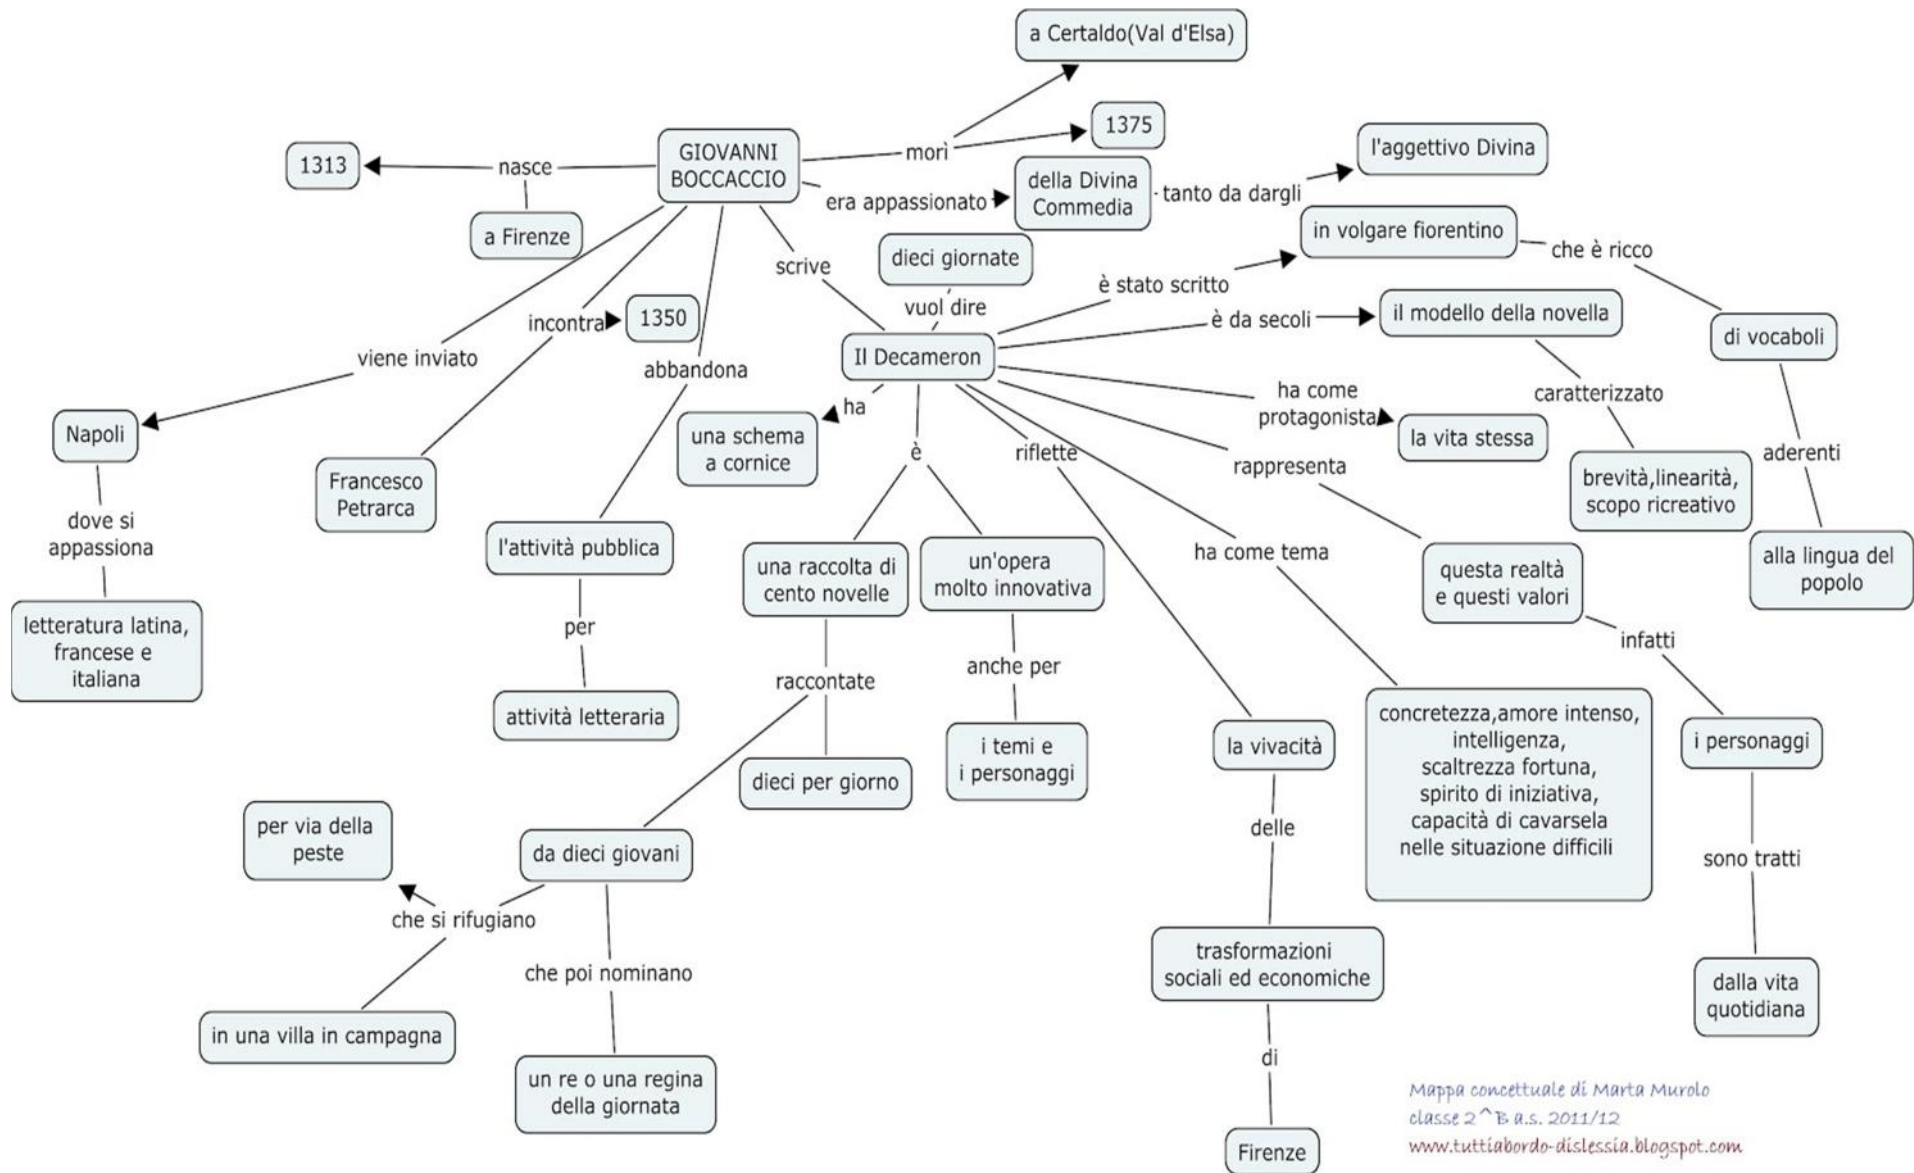 a Certaldo(Val d'Elsa)
GIOVANNI
BOCCACCIO
nasce
1313
a Firenze
morì
1375
era appassionato
della Divina
Commedia
tanto da dargli
l'aggettivo Divina
viene inviato
Napoli
dove si
appassiona
letteratura latina,
francese e
italiana
incontra
1350
Francesco
Petrarca
abbandona
l'attività pubblica
per
attività letteraria
scrive
Il Decameron
vuol dire
dieci giornate
è stato scritto
in volgare fiorentino
che è ricco
di vocaboli
aderenti
alla lingua del
popolo
è da secoli
il modello della novella
caratterizzato
brevità,linearità,
scopo ricreativo
ha come
protagonista
la vita stessa
ha
una schema
a cornice
è
una raccolta di
cento novelle
raccontate
dieci per giorno
da dieci giovani
che si rifugiano
per via della
peste
in una villa in campagna
che poi nominano
un re o una regina
della giornata
un'opera
molto innovativa
anche per
i temi e
i personaggi
riflette
la vivacità
delle
trasformazioni
sociali ed economiche
di
Firenze
ha come tema
concretezza,amore intenso,
intelligenza,
scaltrezza fortuna,
spirito di iniziativa,
capacità di cavarsela
nelle situazione difficili
rappresenta
questa realtà
e questi valori
infatti
i personaggi
sono tratti
dalla vita
quotidiana
Mappa concettuale di Marta Murolo
classe 2^B a.s. 2011/12
www.tuttiabordo-dislessia.blogspot.com